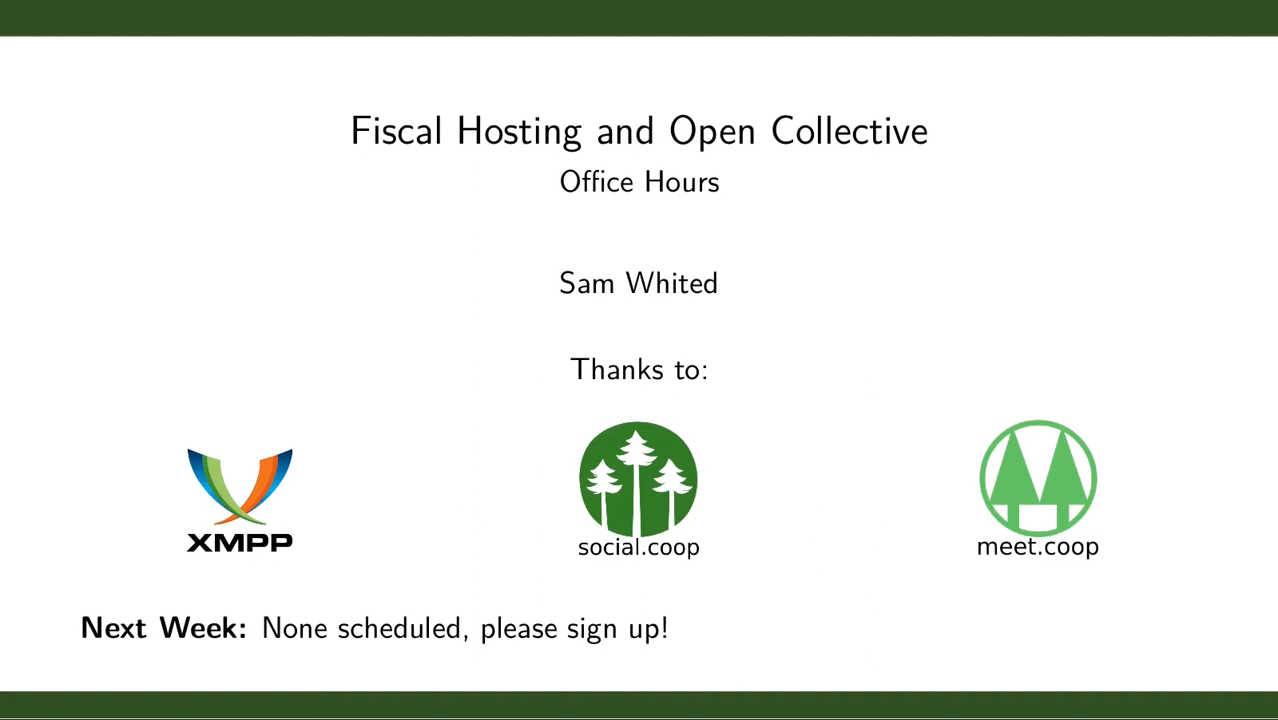 Fiscal Hosting and Open Collective
Office Hours
Sam Whited
Thanks to:
XMPP
social.coop
meet.coop
Next Week: None scheduled, please sign up!